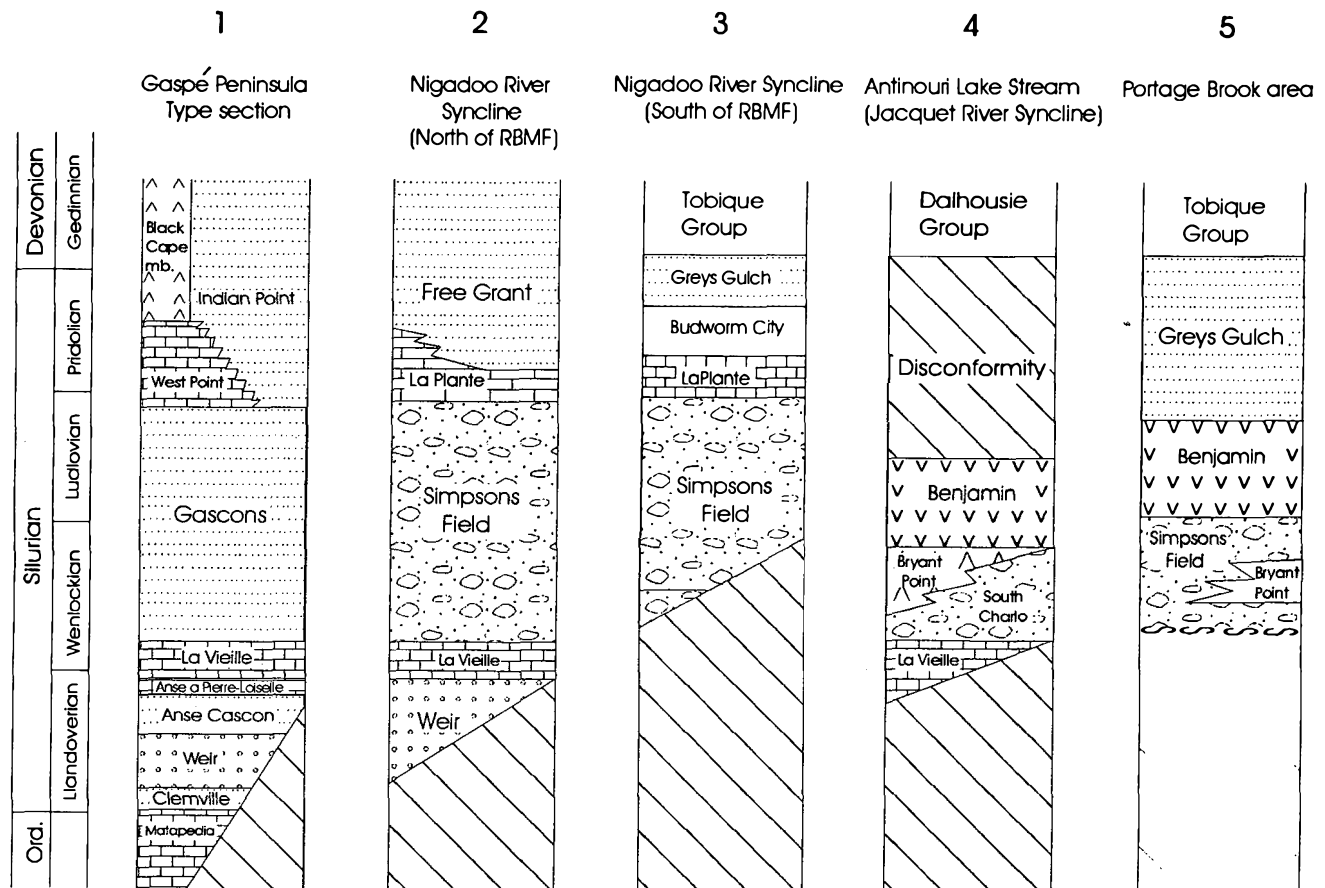 1
Gaspé Peninsula
Type section
2
Nigadoo River
Syncline
(North of RBMF)
3
Nigadoo River Syncline
(South of RBMF)
4
Antinouri Lake Stream
(Jacquet River Syncline)
5
Portage Brook area
Devonian
Silurian
Ord.
Gedinnian
Pridolian
Ludlovian
Wenlockian
Llandoverian
Black
Cape
mb.
Indian Point
West Point
Gascons
La Vieille
Anse a Pierre-Loiselle
Anse Cascon
Weir
Clemville
Matapedia
Free Grant
La Plante
Simpsons
Field
La Vieille
Weir
Tobique
Group
Greys Gulch
Budworm City
LaPlante
Simpsons
Field
Dalhousie
Group
Disconformity
Benjamin
Bryant
Point
South
Charlo
La Vieille
Tobique
Group
Greys Gulch
Benjamin
Simpsons
Field
Bryant
Point